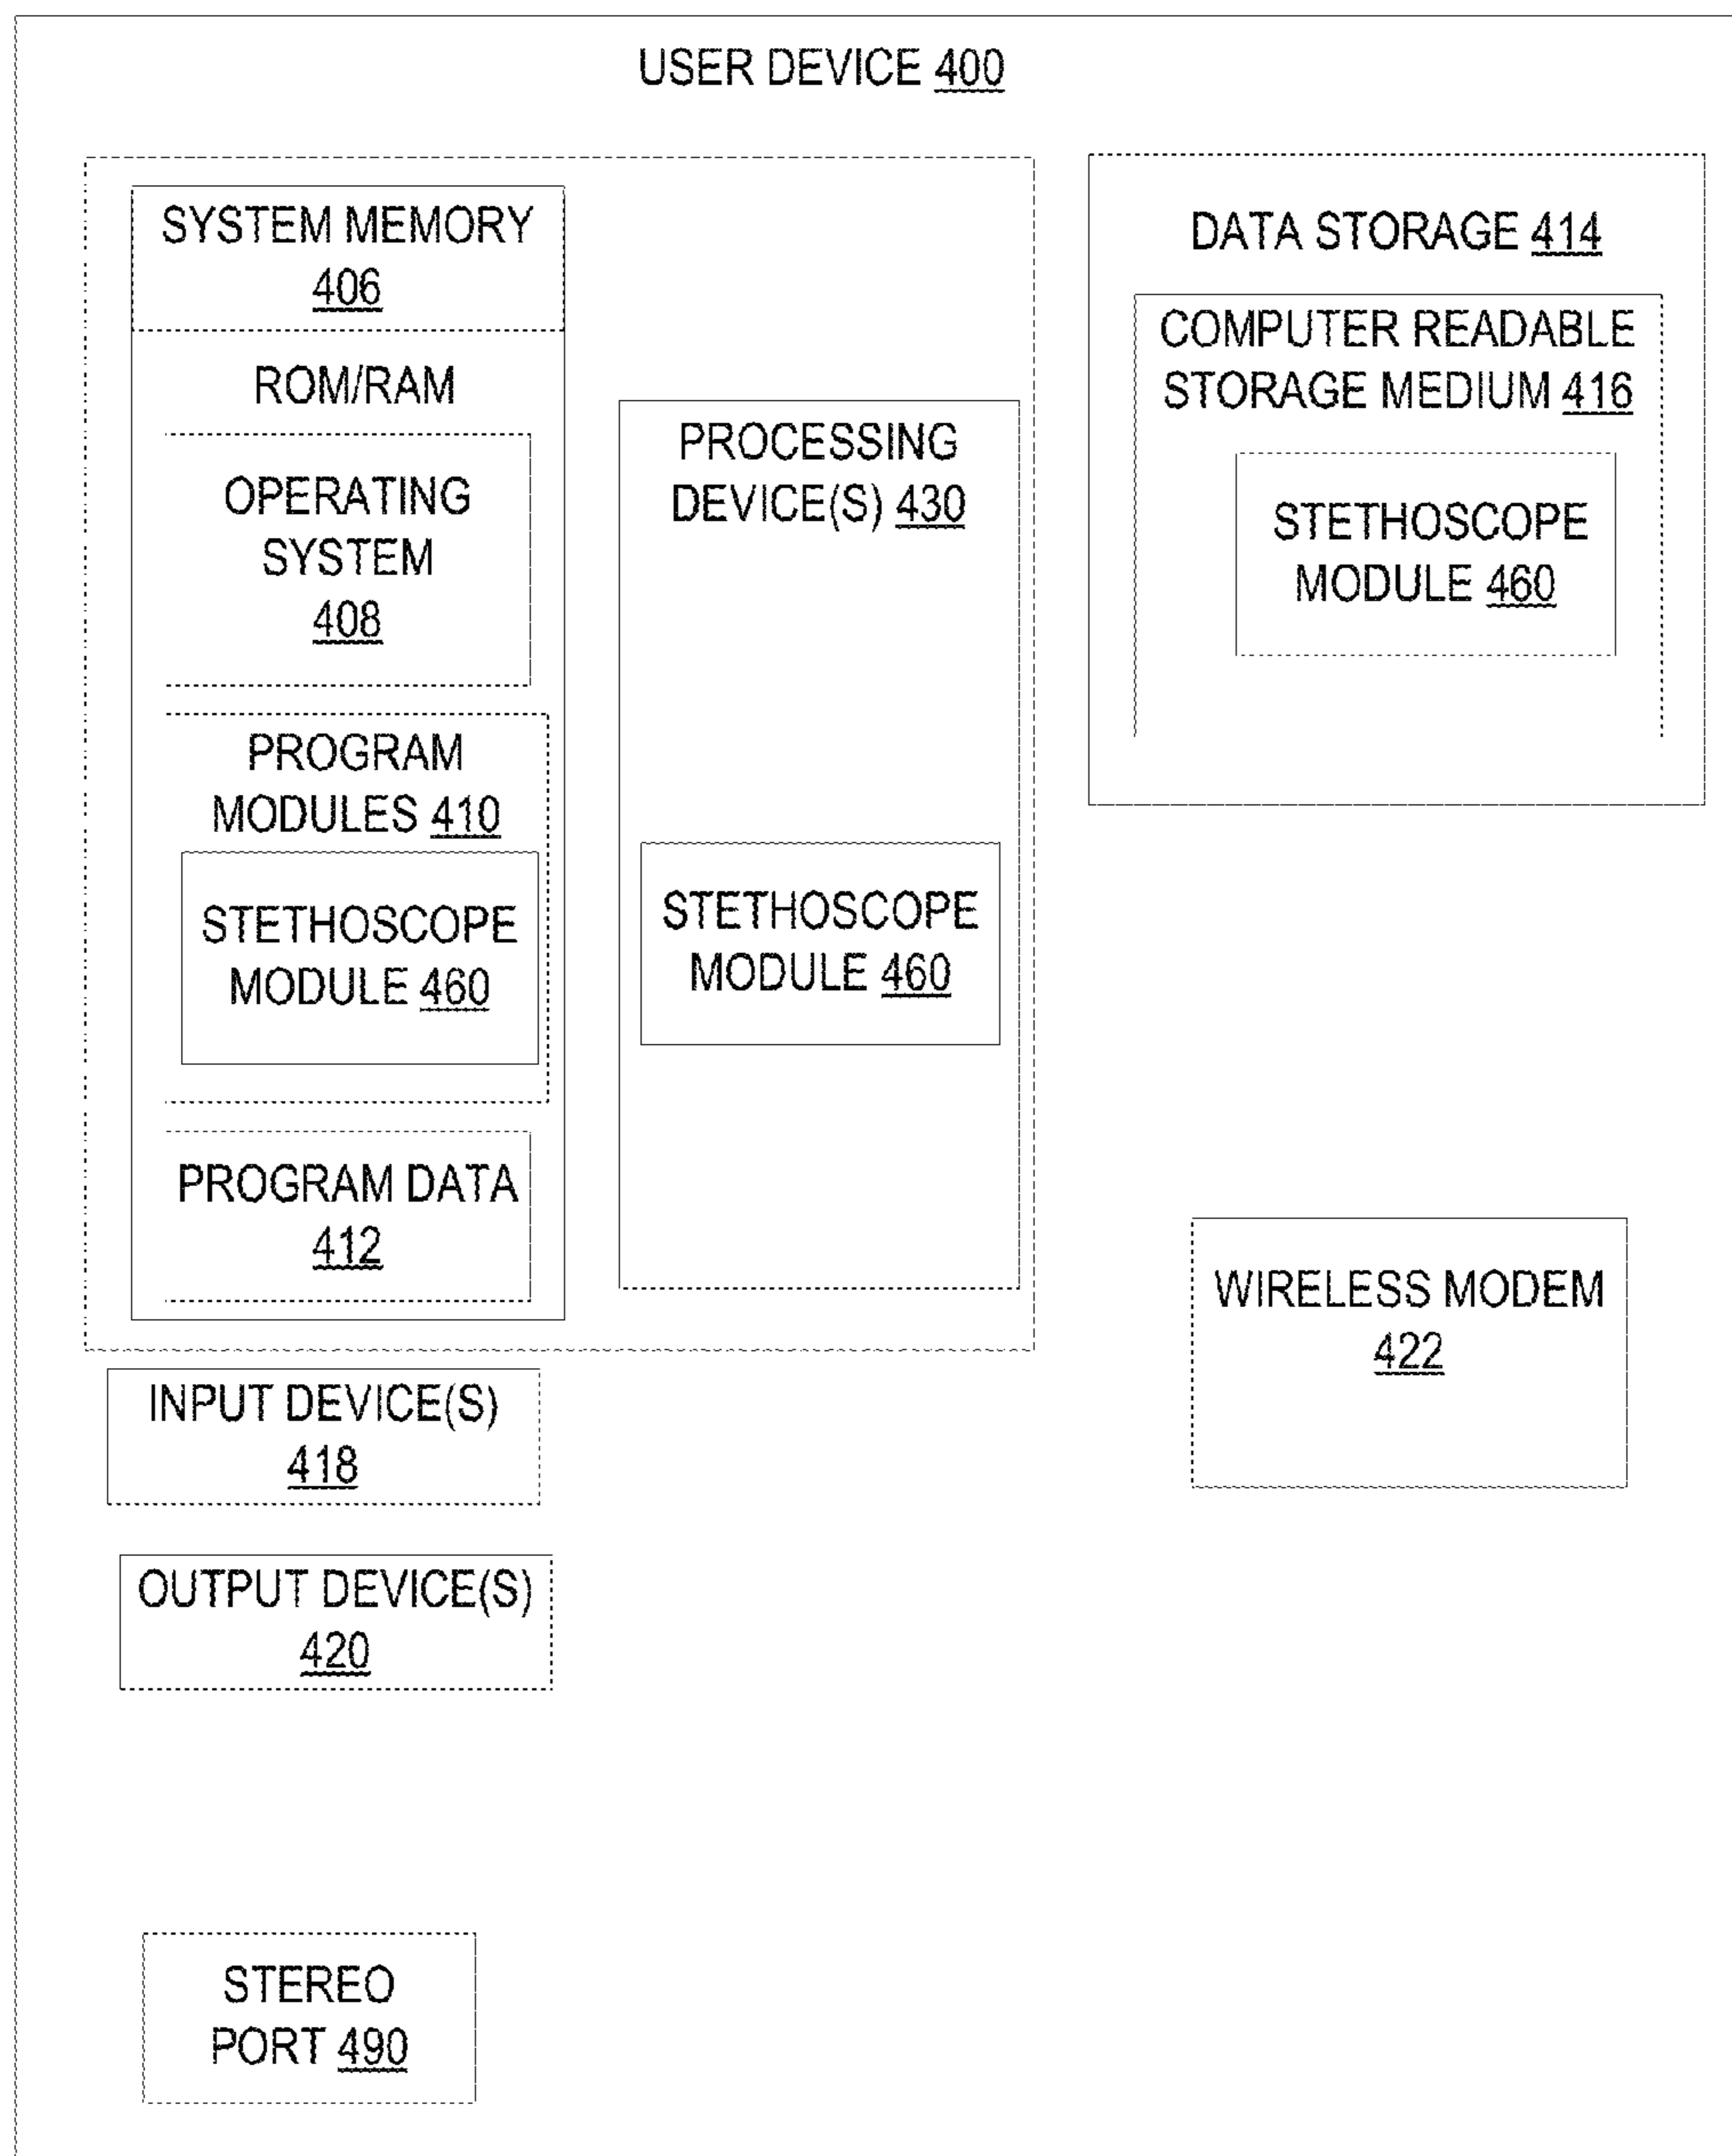 USER DEVICE 400
SYSTEM MEMORY
406
ROM/RAM
OPERATING
SYSTEM
408
PROGRAM
MODULES 410
STETHOSCOPE
MODULE 460
PROGRAM DATA
412
PROCESSING
DEVICE(S) 430
STETHOSCOPE
MODULE 460
DATA STORAGE 414
COMPUTER READABLE
STORAGE MEDIUM 416
STETHOSCOPE
MODULE 460
WIRELESS MODEM
422
INPUT DEVICE(S)
418
OUTPUT DEVICE(S)
420
STEREO
PORT 490